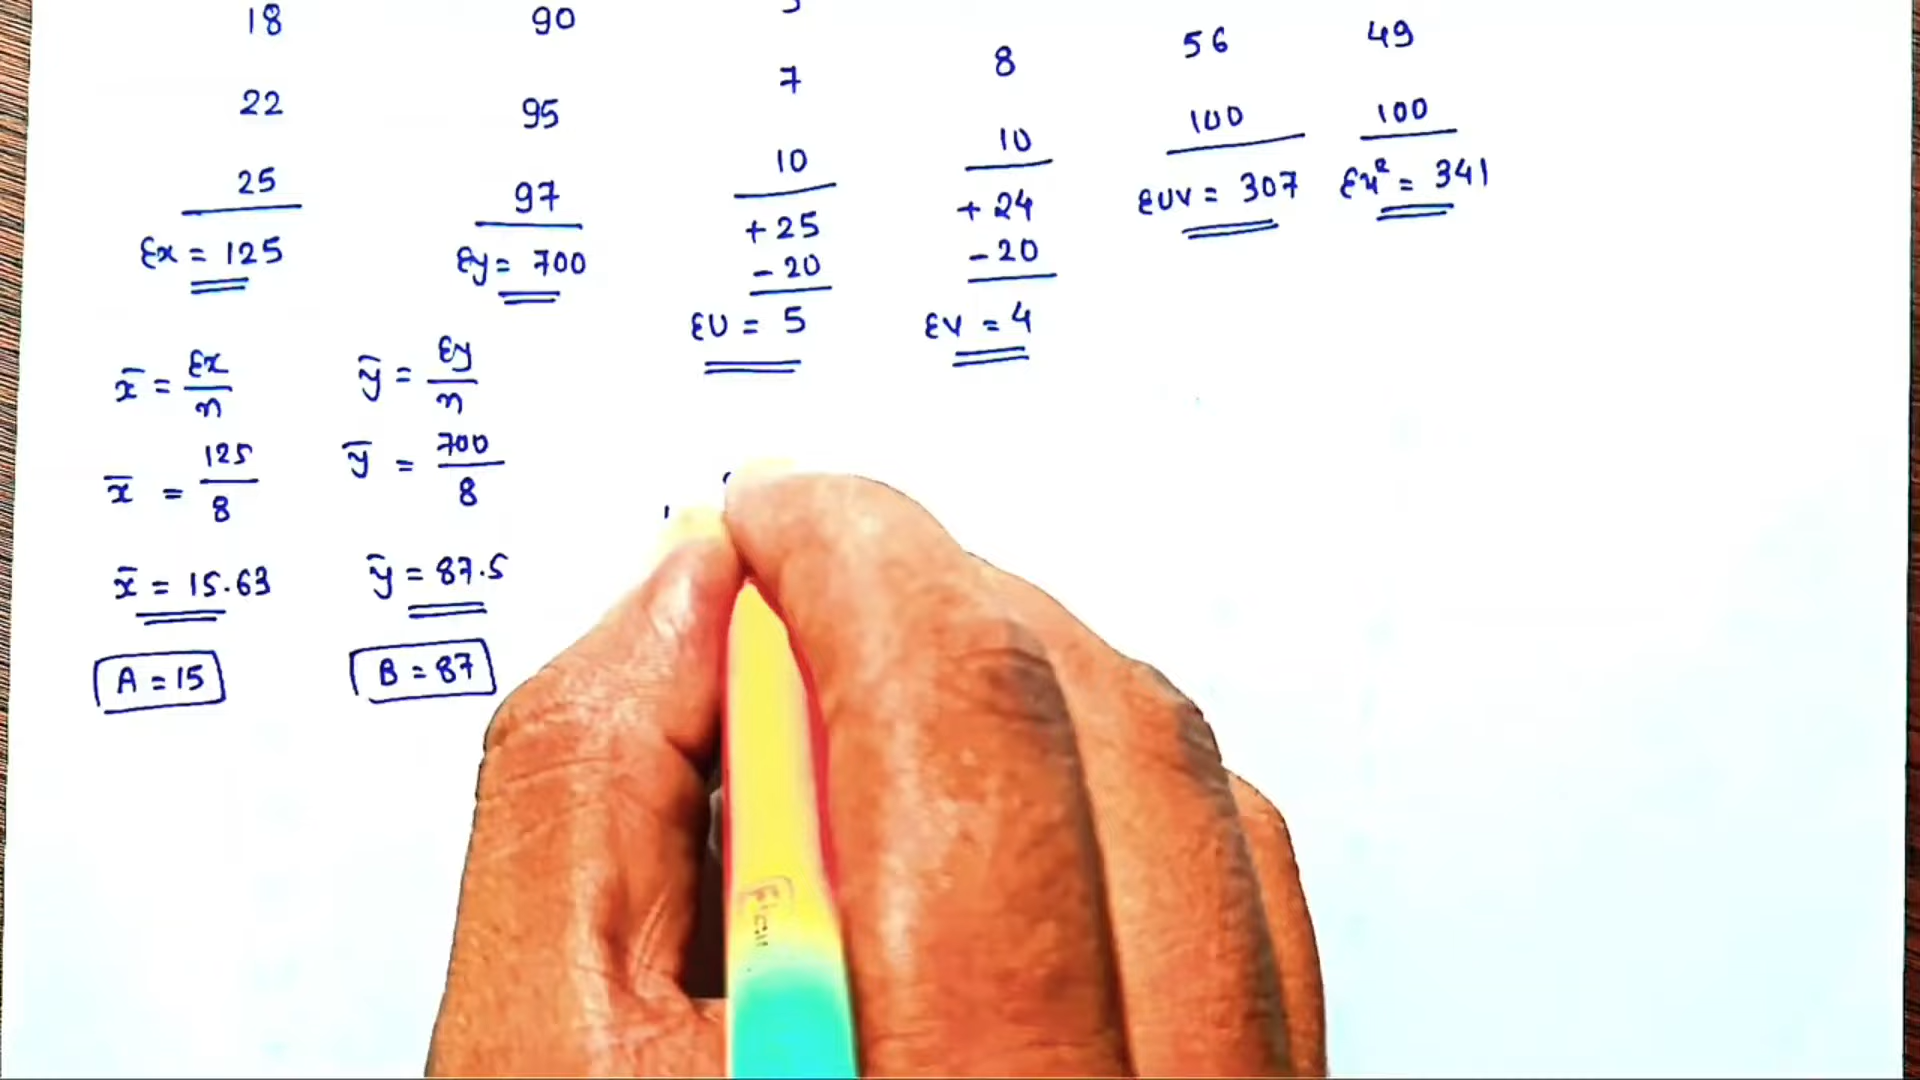 18 90
7 8 56 49
22 95
10 10 100 100
25 97 +25 +24 ΣUV = 307 Σu² = 341
Σx = 125 Σy = 700 -20 -20
ΣU = 5 ΣV = 4
x̄ = Σx/n ȳ = Σy/n
x̄ = 125/8 ȳ = 700/8
x̄ = 15.63 ȳ = 87.5
A = 15 B = 87